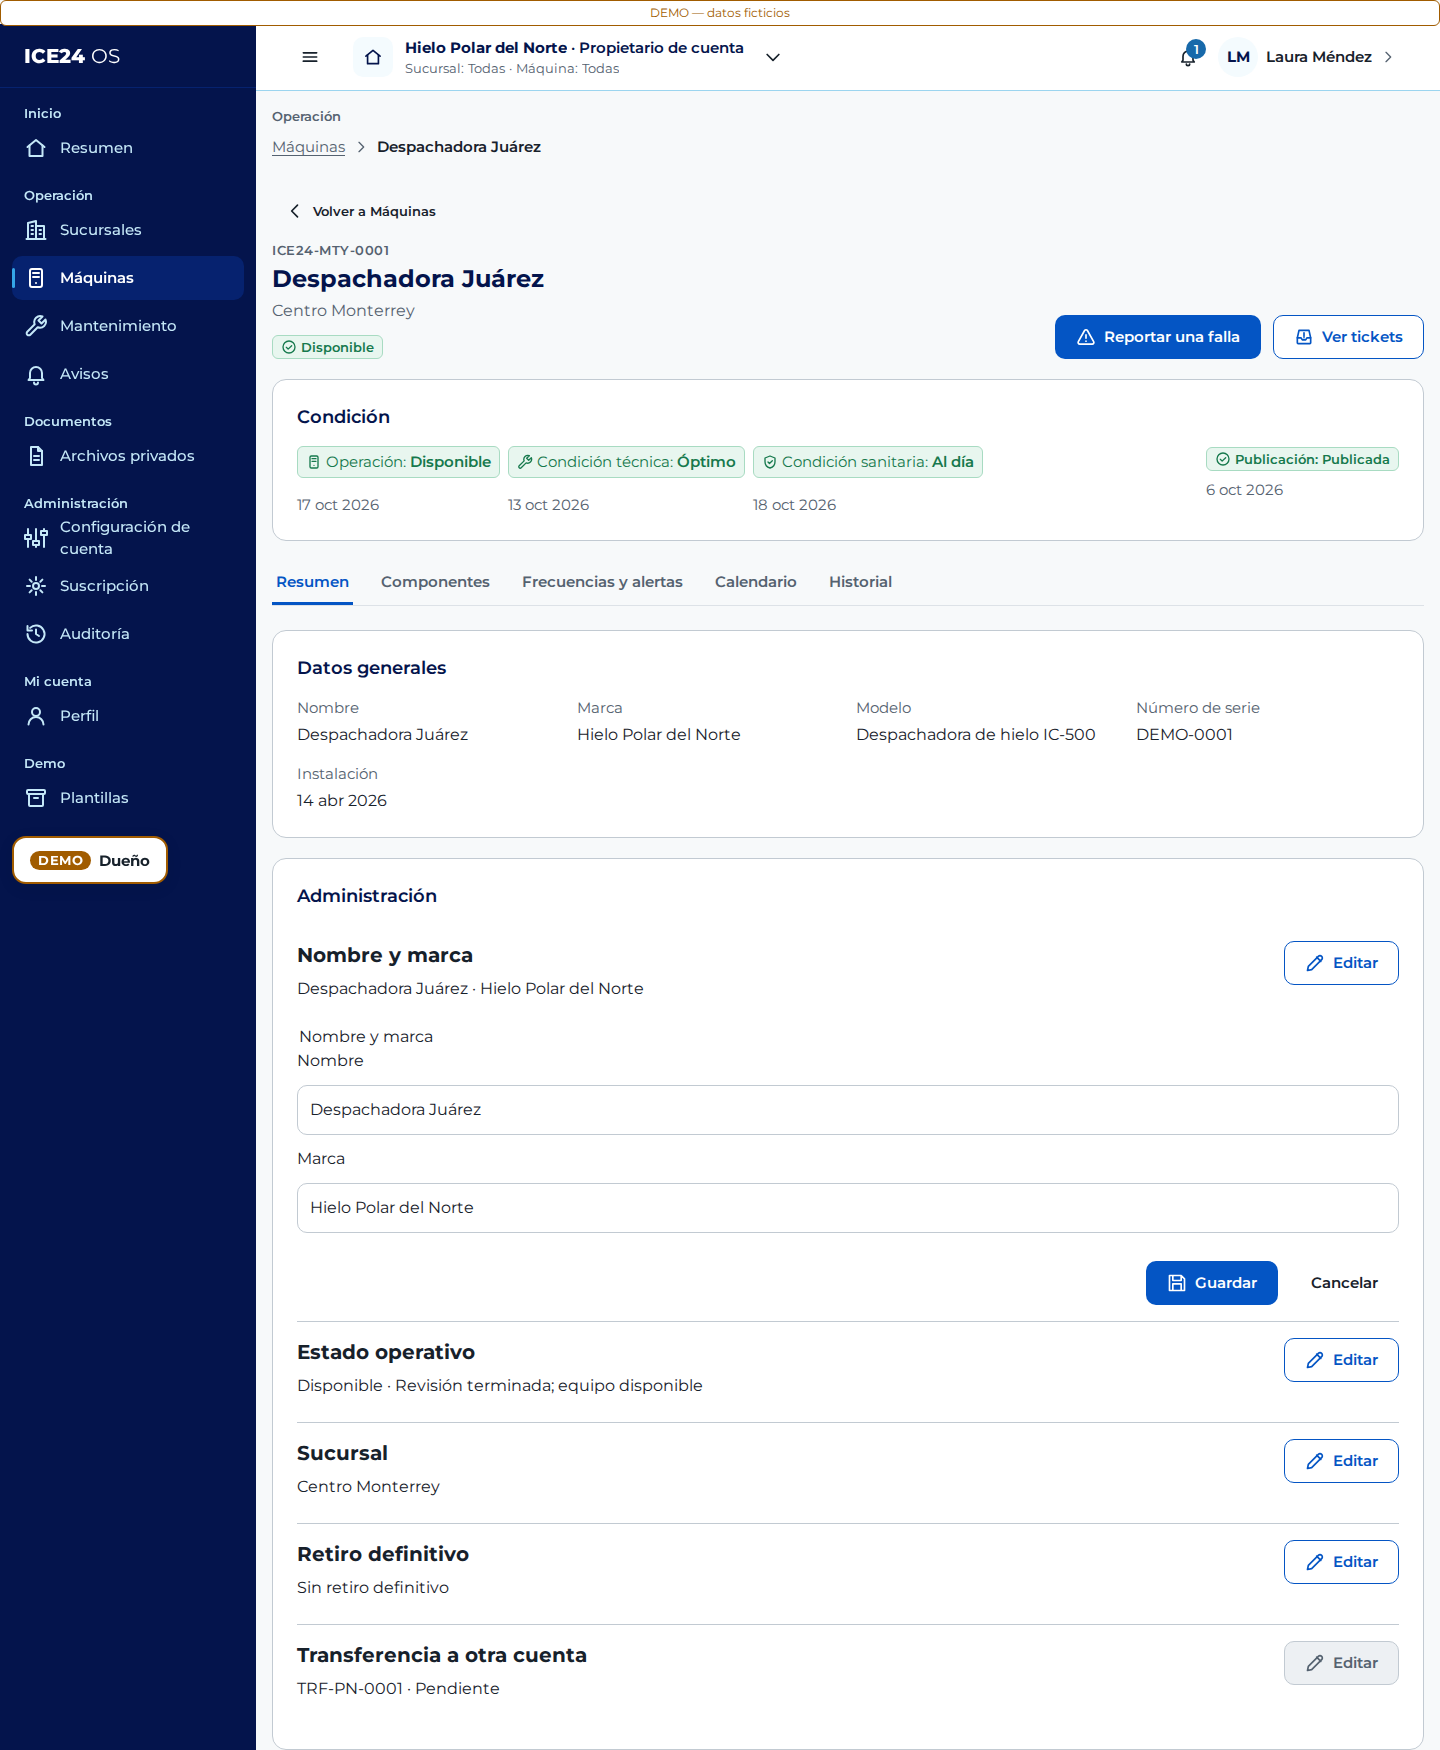 DEMO — datos ficticios
ICE24 OS
Inicio
Resumen
Operación
Sucursales
Máquinas
Mantenimiento
Avisos
Documentos
Archivos privados
Administración
Configuración de
cuenta
Suscripción
Auditoría
Mi cuenta
Perfil
Demo
Plantillas
DEMO Dueño
Hielo Polar del Norte · Propietario de cuenta
Sucursal: Todas · Máquina: Todas
1
LM Laura Méndez
Operación
Máquinas > Despachadora Juárez
Volver a Máquinas
ICE24-MTY-0001
Despachadora Juárez
Centro Monterrey
Disponible
Reportar una falla
Ver tickets
Condición
Operación: Disponible
17 oct 2026
Condición técnica: Óptimo
13 oct 2026
Condición sanitaria: Al día
18 oct 2026
Publicación: Publicada
6 oct 2026
Resumen Componentes Frecuencias y alertas Calendario Historial
Datos generales
Nombre
Despachadora Juárez
Marca
Hielo Polar del Norte
Modelo
Despachadora de hielo IC-500
Número de serie
DEMO-0001
Instalación
14 abr 2026
Administración
Nombre y marca
Despachadora Juárez · Hielo Polar del Norte
Editar
Nombre y marca
Nombre
Despachadora Juárez
Marca
Hielo Polar del Norte
Guardar
Cancelar
Estado operativo
Disponible · Revisión terminada; equipo disponible
Editar
Sucursal
Centro Monterrey
Editar
Retiro definitivo
Sin retiro definitivo
Editar
Transferencia a otra cuenta
TRF-PN-0001 · Pendiente
Editar